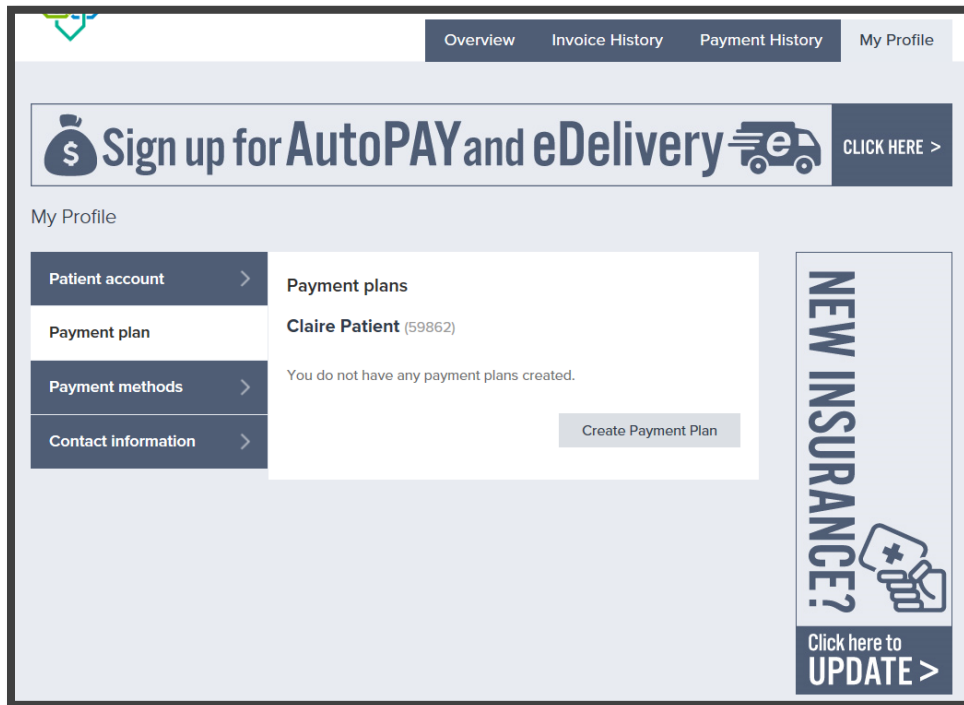 Overview Invoice History Payment History My Profile
Sign up for AutoPAY and eDelivery e CLICK HERE >
My Profile
Patient account
Payment plan
Payment methods
Contact information
Payment plans
Claire Patient (59862)
You do not have any payment plans created.
Create Payment Plan
NEW INSURANCE?
Click here to
UPDATE >